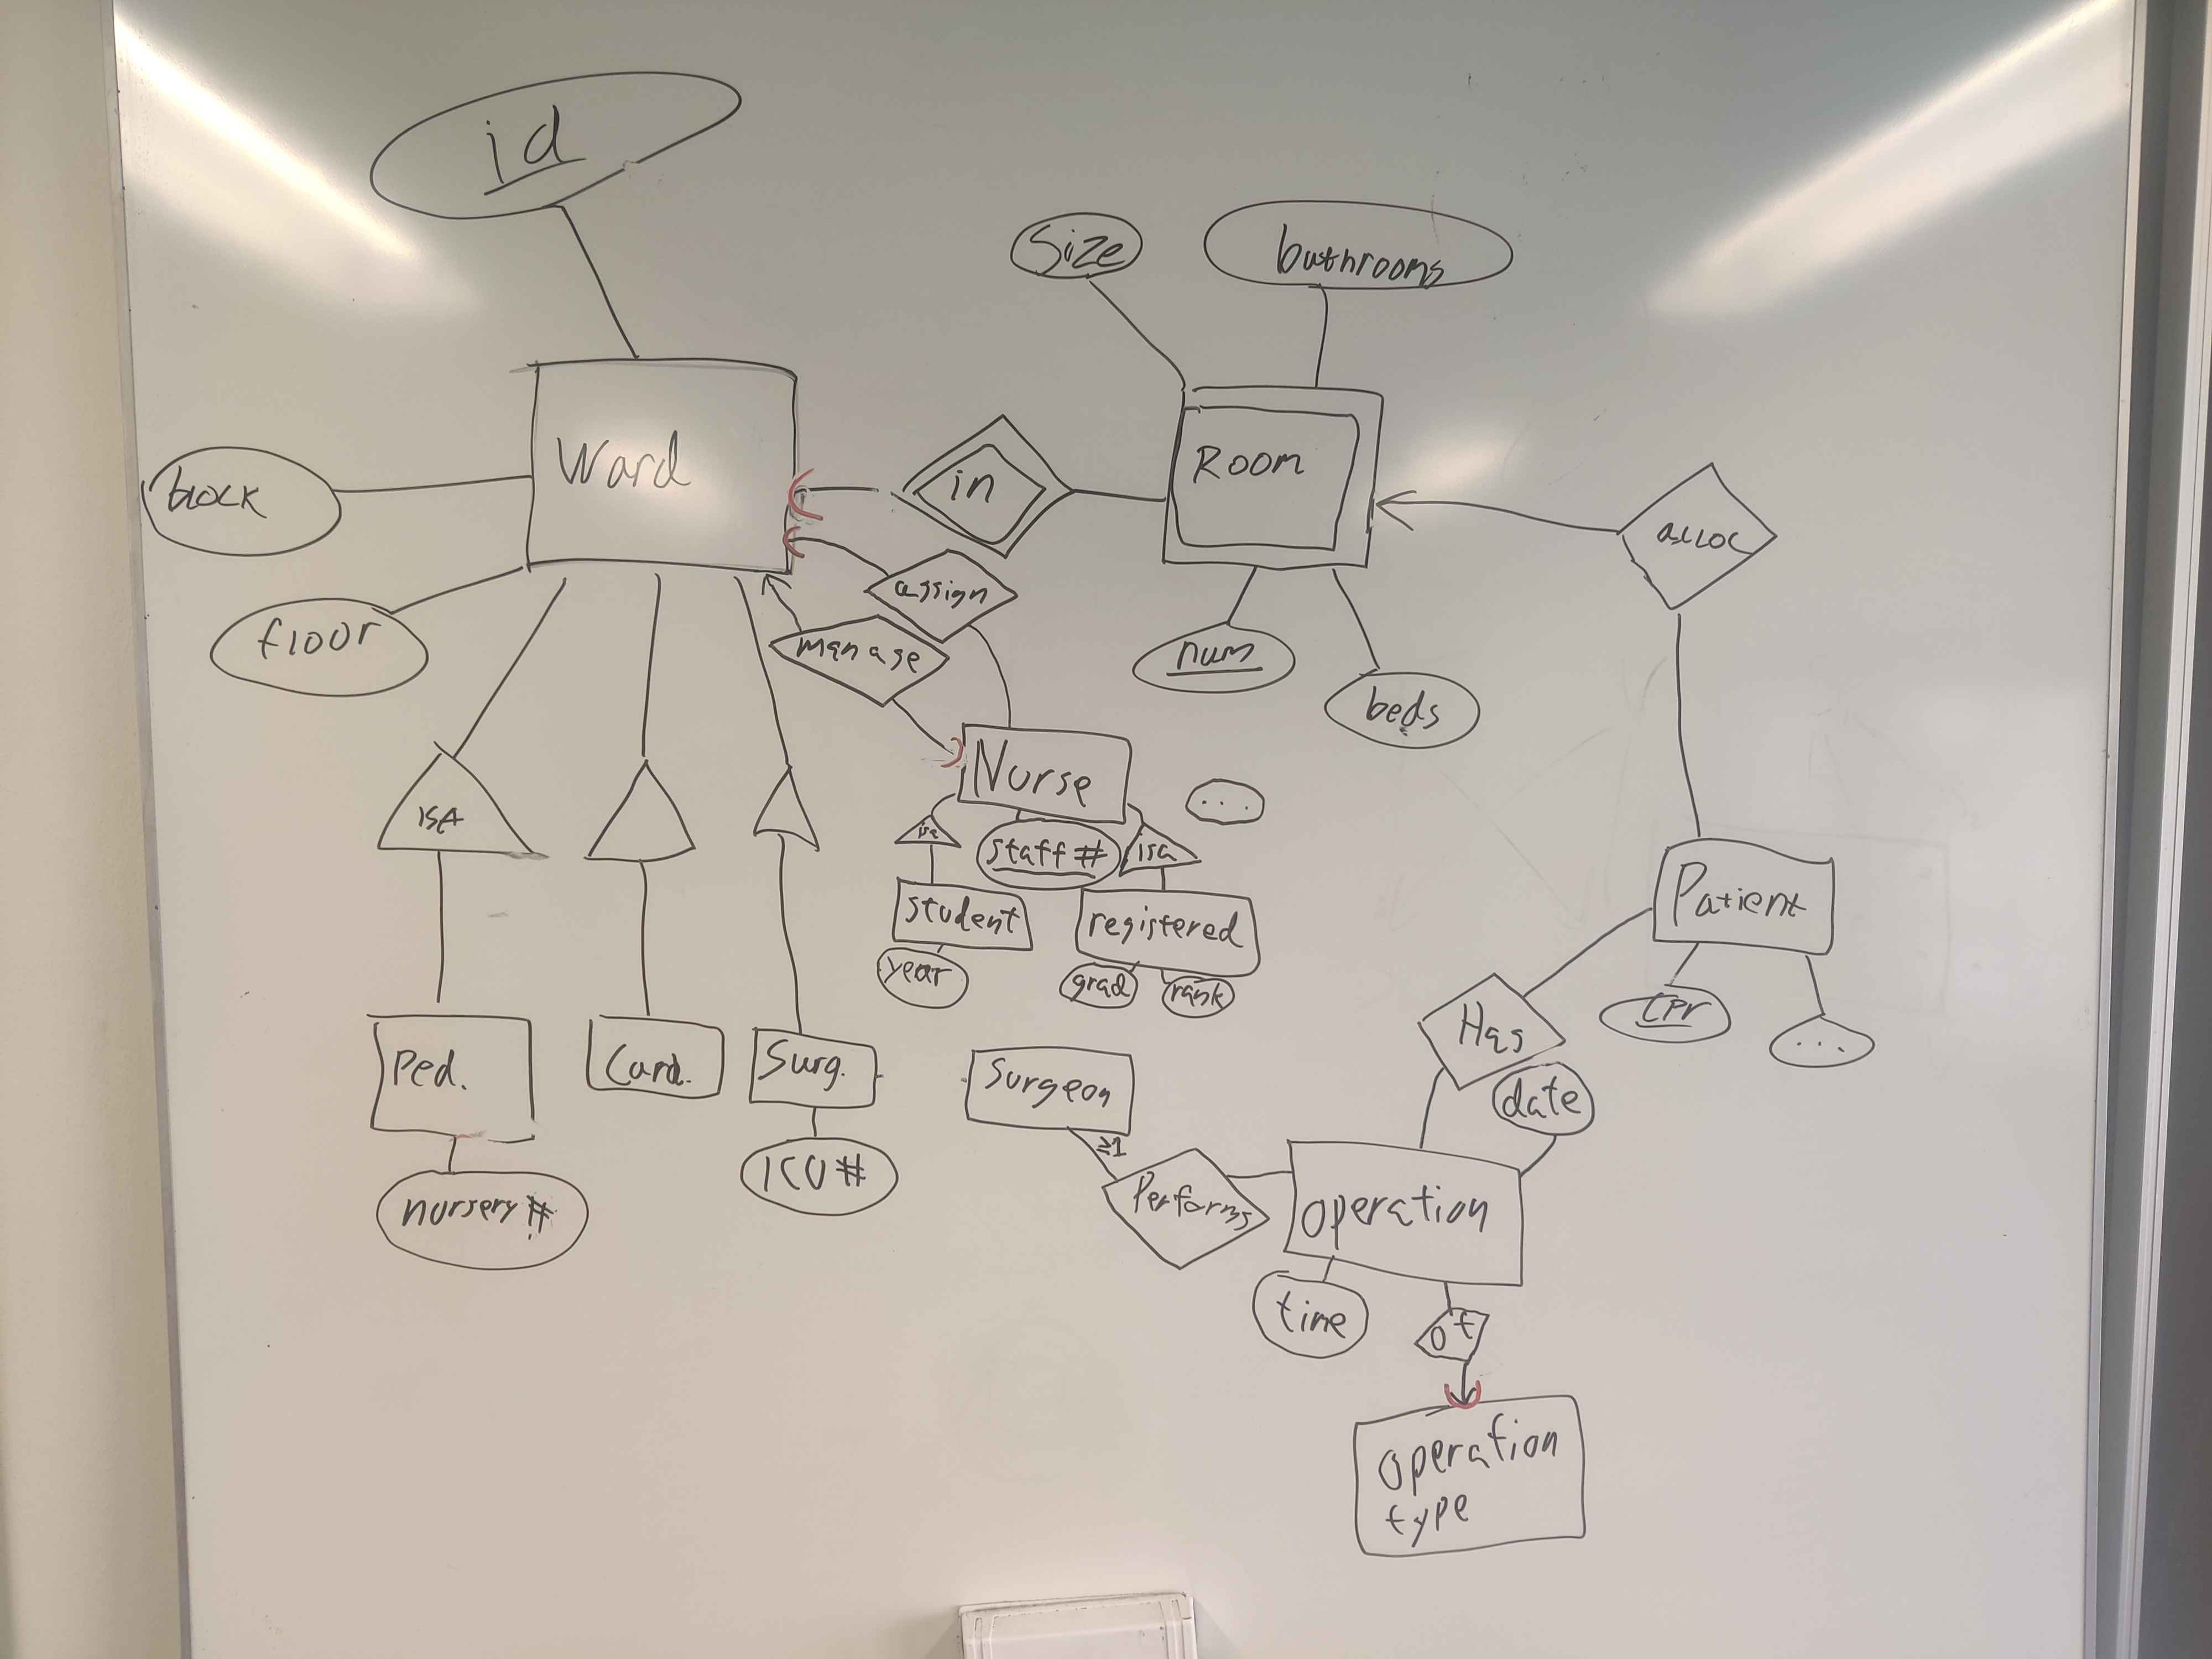 id
Size
bathrooms
Ward
in
Room
block
alloc
assign
floor
manage
num
beds
Nurse
...
ISA
isa
staff #
isa
Patient
student
registered
year
grad
rank
CPr
Has
...
Ped.
Card.
Surg.
Surgeon
date
≥1
ICU #
nursery #
Performs
operation
time
of
operation
type